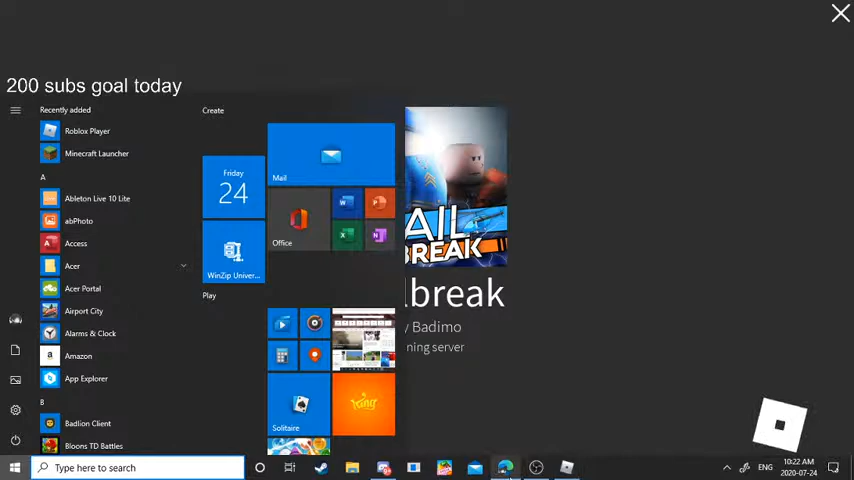 200 subs goal today
Recently added
Roblox Player
Minecraft Launcher
A
Ableton Live 10 Lite
abPhoto
Access
Acer
Acer Portal
Airport City
Alarms & Clock
Amazon
App Explorer
B
Badlion Client
Bloons TD Battles
Create
Friday
24
Mail
Office
WinZip Univer...
Play
Solitaire
King
AIL
BREAK
lbreak
y Badimo
ning server
Type here to search
ENG
10:22 AM
2020-07-24